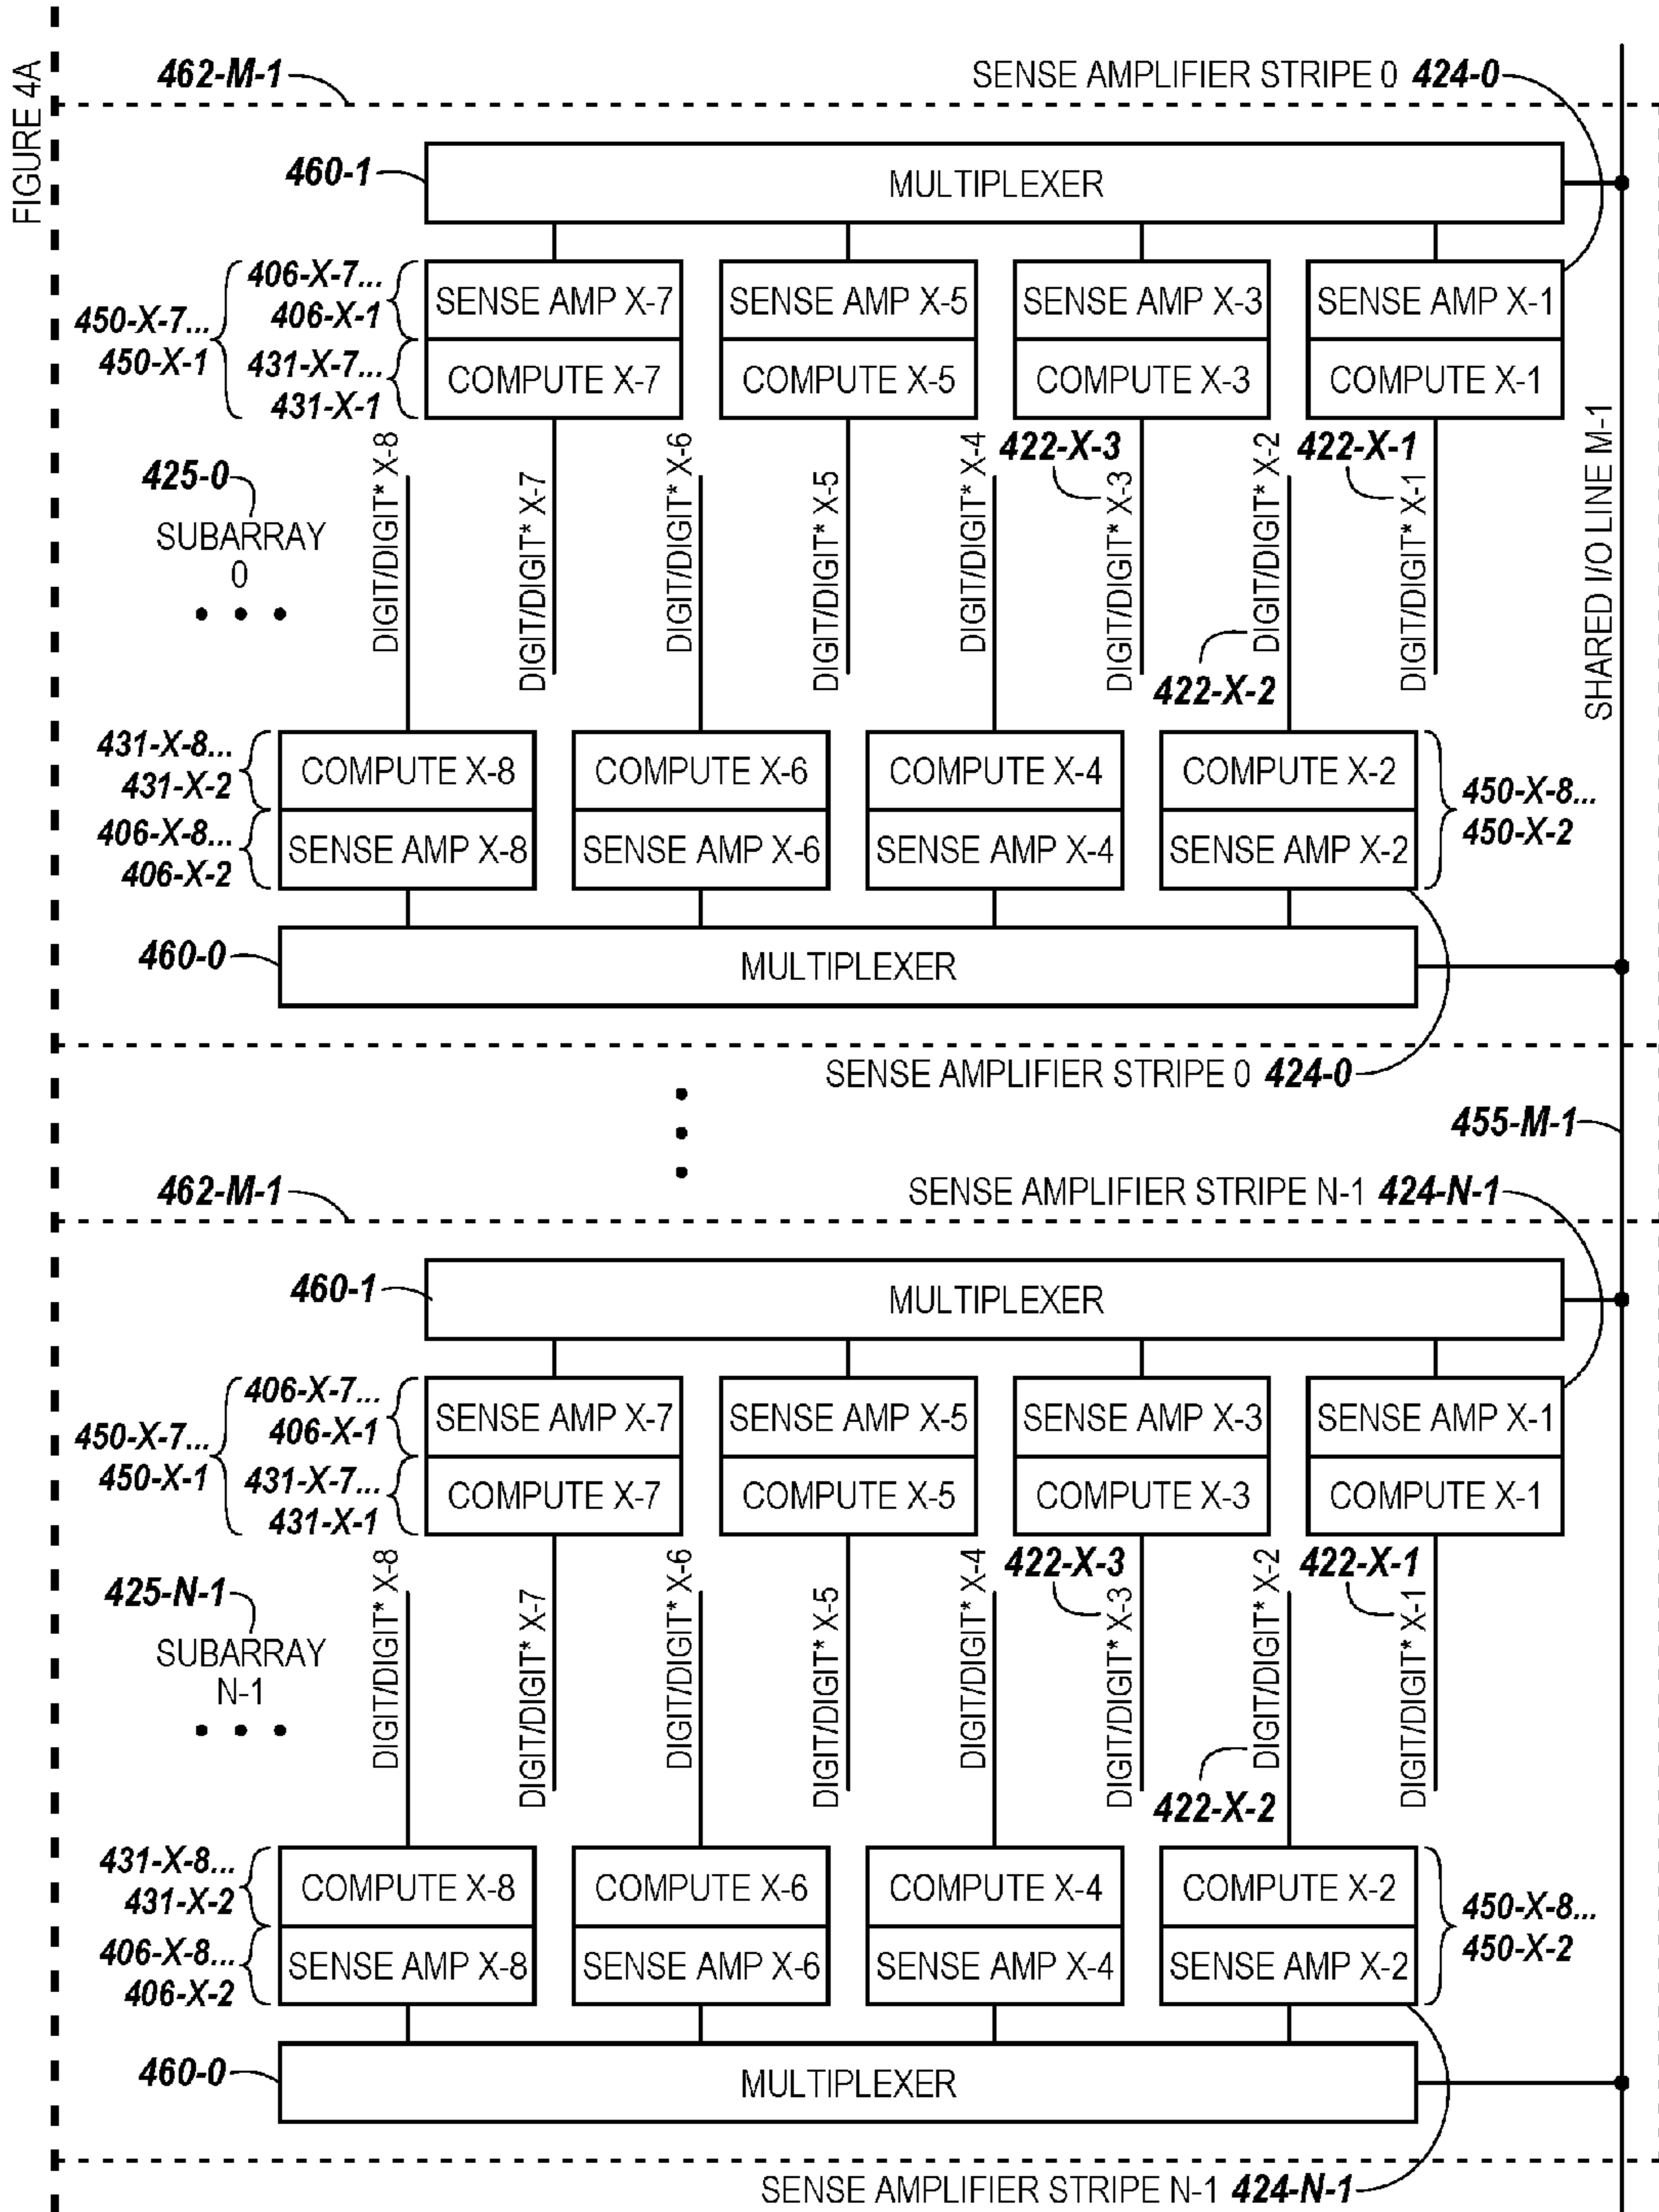 FIGURE 4A
462-M-1
SENSE AMPLIFIER STRIPE 0 424-0
460-1
MULTIPLEXER
450-X-7...
450-X-1
406-X-7...
406-X-1
431-X-7...
431-X-1
SENSE AMP X-7
SENSE AMP X-5
SENSE AMP X-3
SENSE AMP X-1
COMPUTE X-7
COMPUTE X-5
COMPUTE X-3
COMPUTE X-1
425-0
SUBARRAY
0
DIGIT/DIGIT* X-8
DIGIT/DIGIT* X-7
DIGIT/DIGIT* X-6
DIGIT/DIGIT* X-5
DIGIT/DIGIT* X-4
422-X-3
DIGIT/DIGIT* X-3
DIGIT/DIGIT* X-2
422-X-2
422-X-1
DIGIT/DIGIT* X-1
SHARED I/O LINE M-1
431-X-8...
431-X-2
406-X-8...
406-X-2
COMPUTE X-8
COMPUTE X-6
COMPUTE X-4
COMPUTE X-2
SENSE AMP X-8
SENSE AMP X-6
SENSE AMP X-4
SENSE AMP X-2
450-X-8...
450-X-2
460-0
MULTIPLEXER
SENSE AMPLIFIER STRIPE 0 424-0
455-M-1
462-M-1
SENSE AMPLIFIER STRIPE N-1 424-N-1
460-1
MULTIPLEXER
450-X-7...
450-X-1
406-X-7...
406-X-1
431-X-7...
431-X-1
SENSE AMP X-7
SENSE AMP X-5
SENSE AMP X-3
SENSE AMP X-1
COMPUTE X-7
COMPUTE X-5
COMPUTE X-3
COMPUTE X-1
425-N-1
SUBARRAY
N-1
DIGIT/DIGIT* X-8
DIGIT/DIGIT* X-7
DIGIT/DIGIT* X-6
DIGIT/DIGIT* X-5
DIGIT/DIGIT* X-4
422-X-3
DIGIT/DIGIT* X-3
DIGIT/DIGIT* X-2
422-X-2
422-X-1
DIGIT/DIGIT* X-1
431-X-8...
431-X-2
406-X-8...
406-X-2
COMPUTE X-8
COMPUTE X-6
COMPUTE X-4
COMPUTE X-2
SENSE AMP X-8
SENSE AMP X-6
SENSE AMP X-4
SENSE AMP X-2
450-X-8...
450-X-2
460-0
MULTIPLEXER
SENSE AMPLIFIER STRIPE N-1 424-N-1